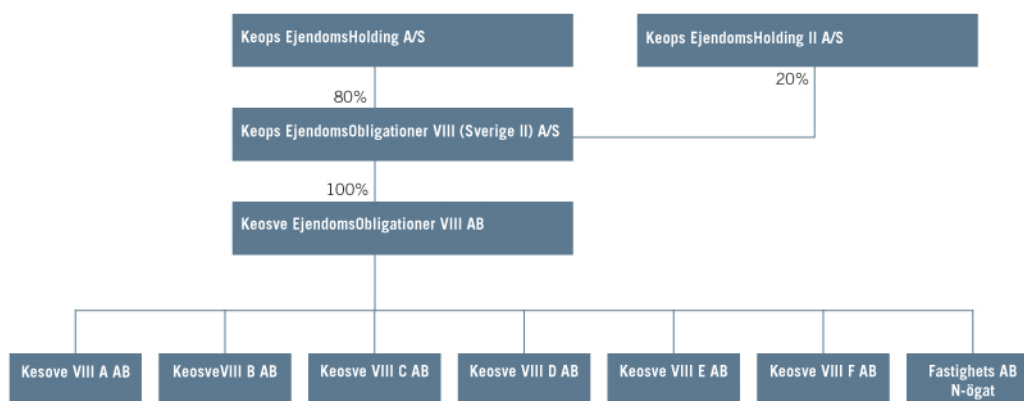 Keops EjendomsHolding A/S
Keops EjendomsHolding II A/S
80%
20%
Keops EjendomsObligationer VIII (Sverige II) A/S
100%
Keosve EjendomsObligationer VIII AB
Kesove VIII A AB
KeosveVIII B AB
Keosve VIII C AB
Keosve VIII D AB
Keosve VIII E AB
Keosve VIII F AB
Fastighets AB
N-ögat